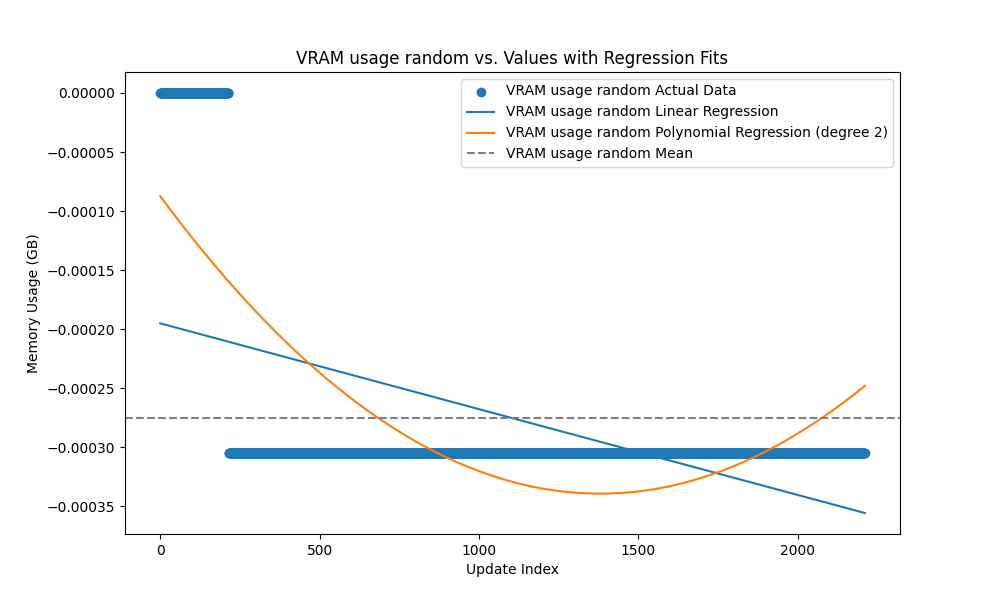 VRAM usage random vs. Values with Regression Fits
VRAM usage random Actual Data
VRAM usage random Linear Regression
VRAM usage random Polynomial Regression (degree 2)
VRAM usage random Mean
Memory Usage (GB)
0.00000
−0.00005
−0.00010
−0.00015
−0.00020
−0.00025
−0.00030
−0.00035
0
500
1000
1500
2000
Update Index